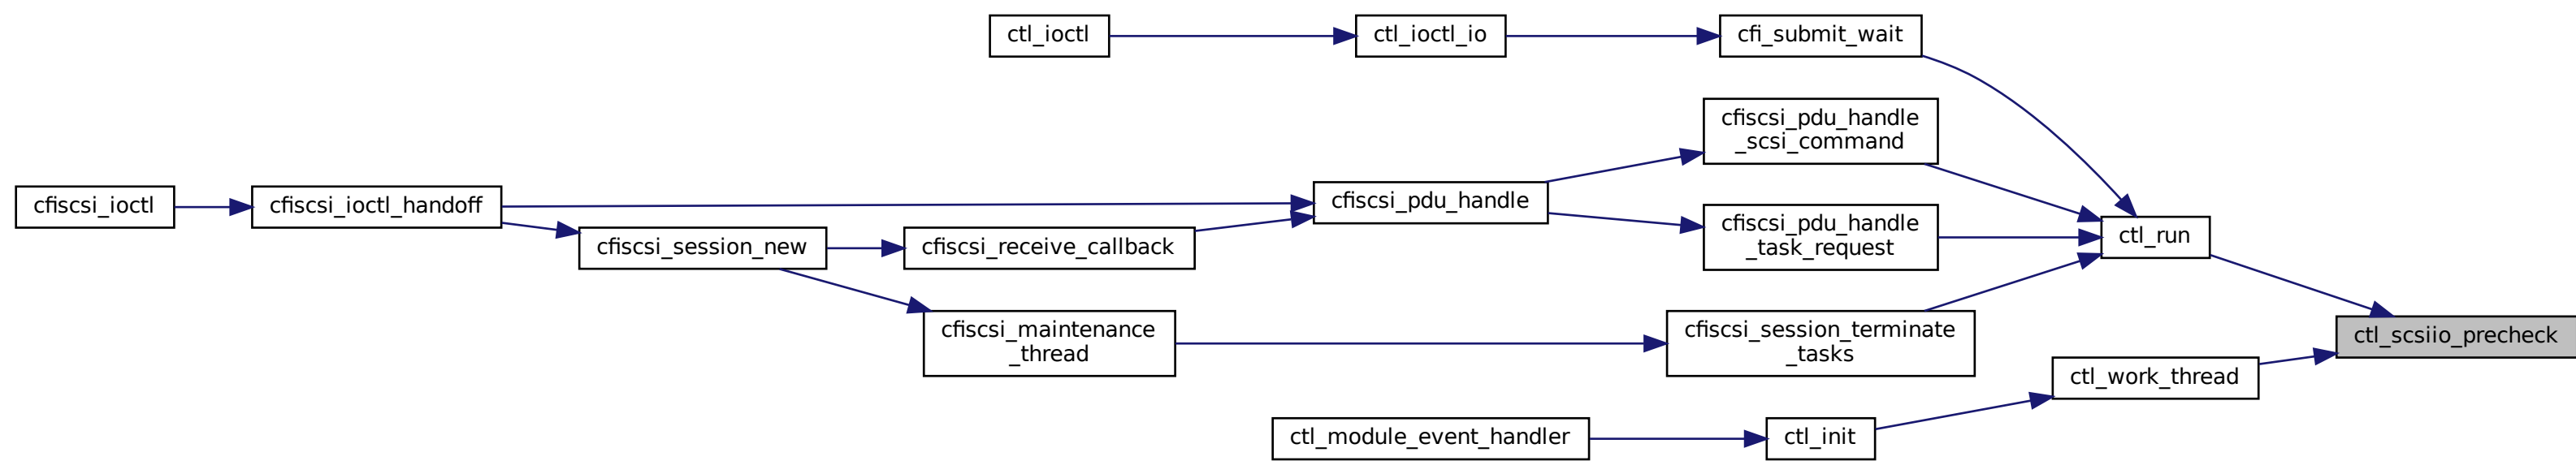 ctl_ioctl
ctl_ioctl_io
cfi_submit_wait
cfiscsi_pdu_handle
_scsi_command
cfiscsi_ioctl
cfiscsi_ioctl_handoff
cfiscsi_pdu_handle
cfiscsi_session_new
cfiscsi_receive_callback
cfiscsi_pdu_handle
_task_request
ctl_run
cfiscsi_maintenance
_thread
cfiscsi_session_terminate
_tasks
ctl_scsiio_precheck
ctl_work_thread
ctl_module_event_handler
ctl_init